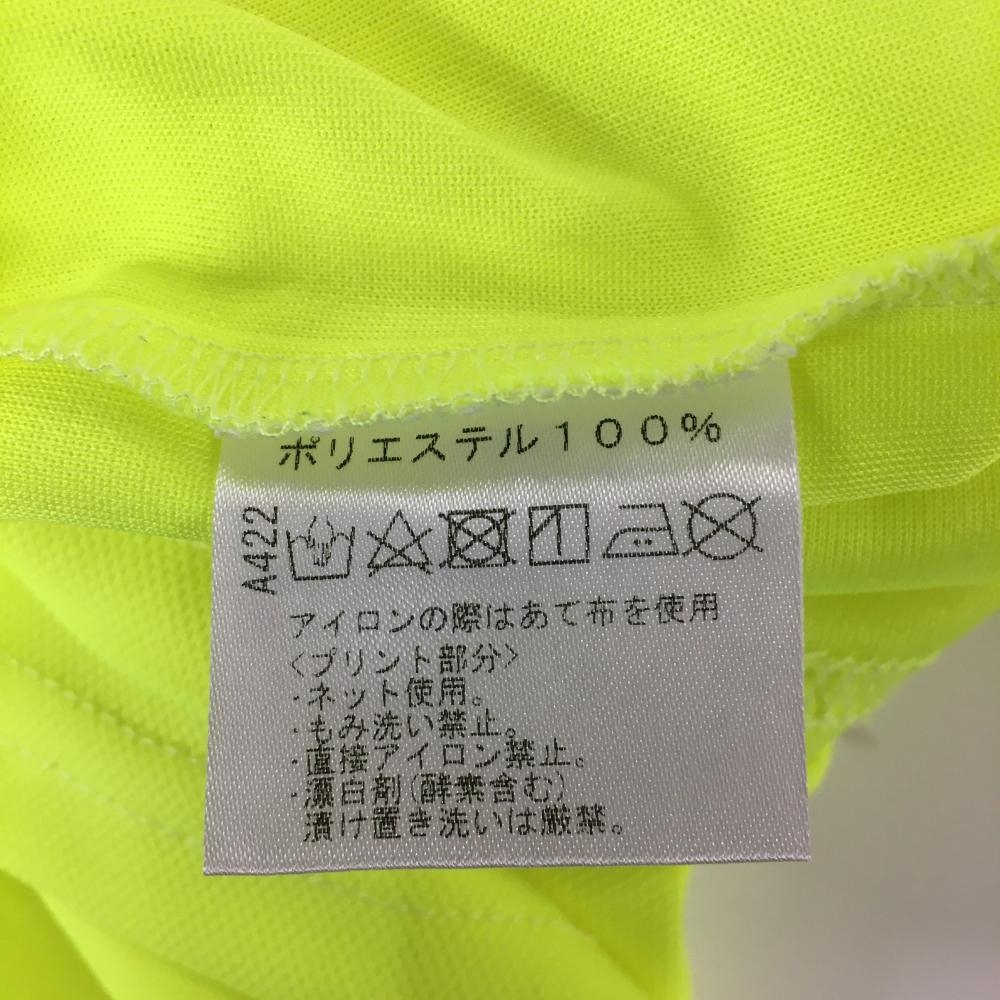 ポリエステル１００％
A422
アイロンの際はあて布を使用
<プリント部分>
・ネット使用。
・もみ洗い禁止。
・直接アイロン禁止。
・漂白剤(酵素含む)
漬け置き洗いは厳禁。